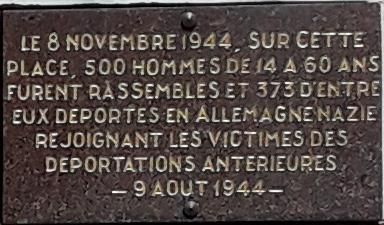 LE 8 NOVEMBRE 1944, SUR CETTE
PLACE, 500 HOMMES DE 14 A 60 ANS
FURENT RASSEMBLES ET 373 D'ENTRE
EUX DEPORTES EN ALLEMAGNE NAZIE
REJOIGNANT LES VICTIMES DES
DEPORTATIONS ANTERIEURES
— 9 AOUT 1944 —